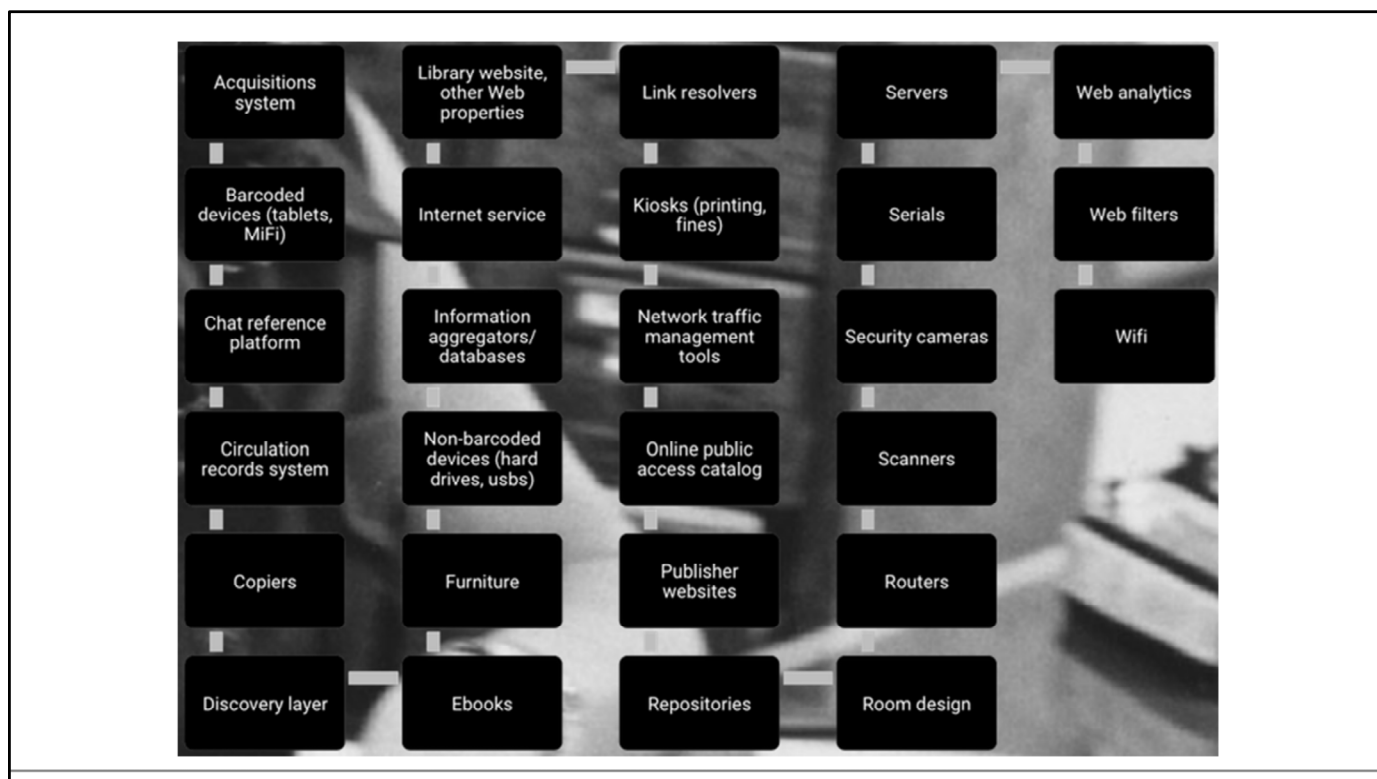 Acquisitions
system
Barcoded
devices (tablets,
MiFi)
Chat reference
platform
Circulation
records system
Copiers
Discovery layer
Ebooks
Furniture
Non-barcoded
devices (hard
drives, usbs)
Information
aggregators/
databases
Internet service
Library website,
other Web
properties
Link resolvers
Kiosks (printing,
fines)
Network traffic
management
tools
Online public
access catalog
Publisher
websites
Repositories
Room design
Routers
Scanners
Security cameras
Serials
Servers
Web analytics
Web filters
Wifi